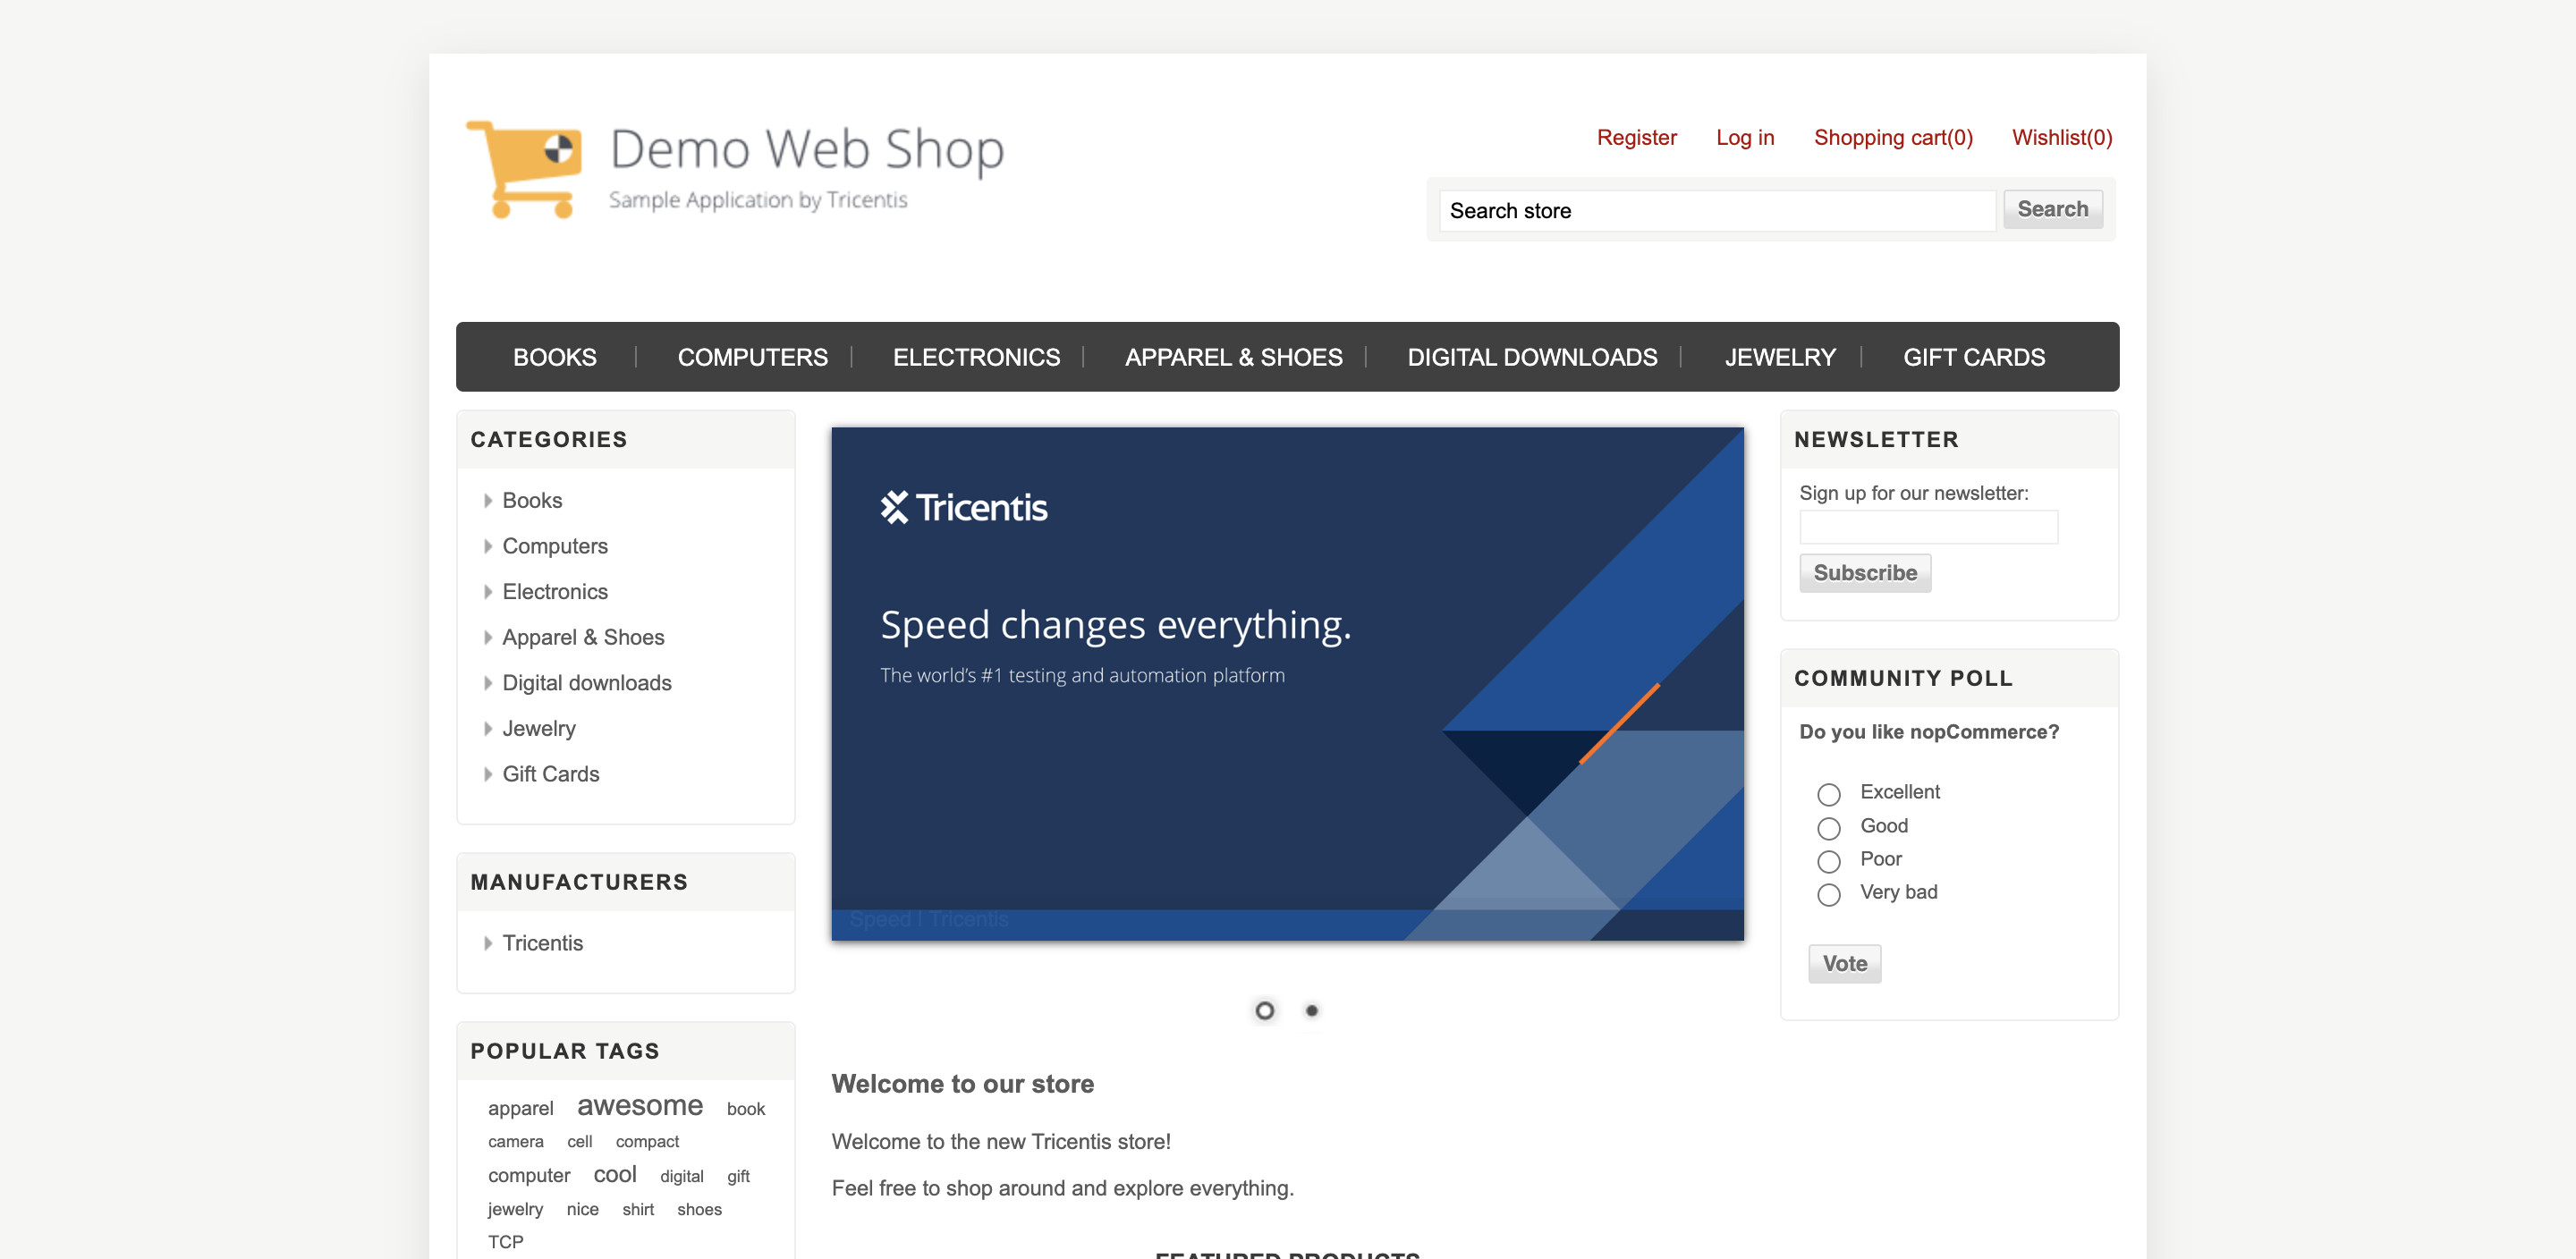 Demo Web Shop
Sample Application by Tricentis
Register Log in Shopping cart(0) Wishlist(0)
Search store Search
BOOKS COMPUTERS ELECTRONICS APPAREL & SHOES DIGITAL DOWNLOADS JEWELRY GIFT CARDS
CATEGORIES
Books
Computers
Electronics
Apparel & Shoes
Digital downloads
Jewelry
Gift Cards
MANUFACTURERS
Tricentis
POPULAR TAGS
apparel awesome book
camera cell compact
computer cool digital gift
jewelry nice shirt shoes
TCP
Tricentis
Speed changes everything.
The world's #1 testing and automation platform
Speed | Tricentis
Welcome to our store
Welcome to the new Tricentis store!
Feel free to shop around and explore everything.
FEATURED PRODUCTS
NEWSLETTER
Sign up for our newsletter:
Subscribe
COMMUNITY POLL
Do you like nopCommerce?
Excellent
Good
Poor
Very bad
Vote